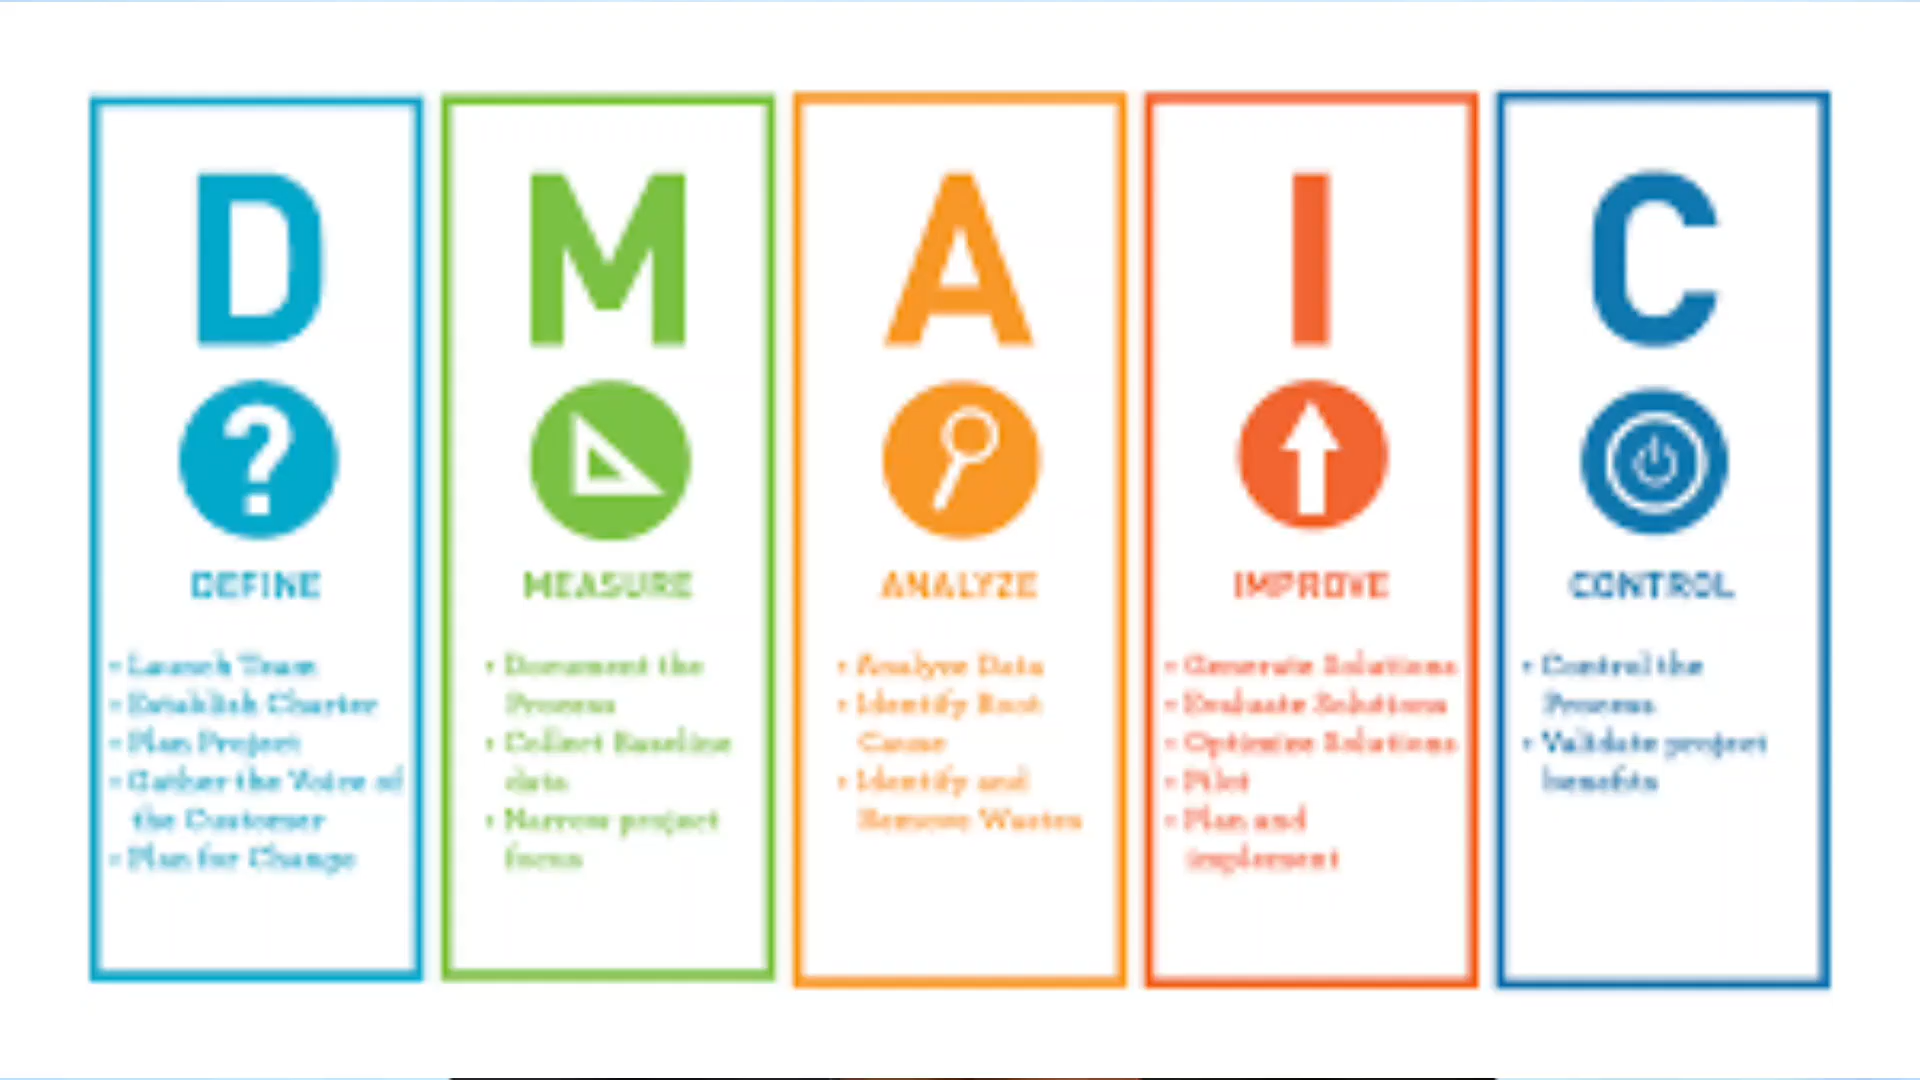 D
DEFINE
• Launch Team
• Establish Charter
• Plan Project
• Gather the Voice of
the Customer
• Plan for Change
M
MEASURE
• Document the
Process
• Collect Baseline
data
• Narrow project
focus
A
ANALYZE
• Analyze Data
• Identify Root
Cause
• Identify and
Remove Wastes
I
IMPROVE
• Generate Solutions
• Evaluate Solutions
• Optimize Solutions
• Pilot
• Plan and
implement
C
CONTROL
• Control the
Process
• Validate project
benefits